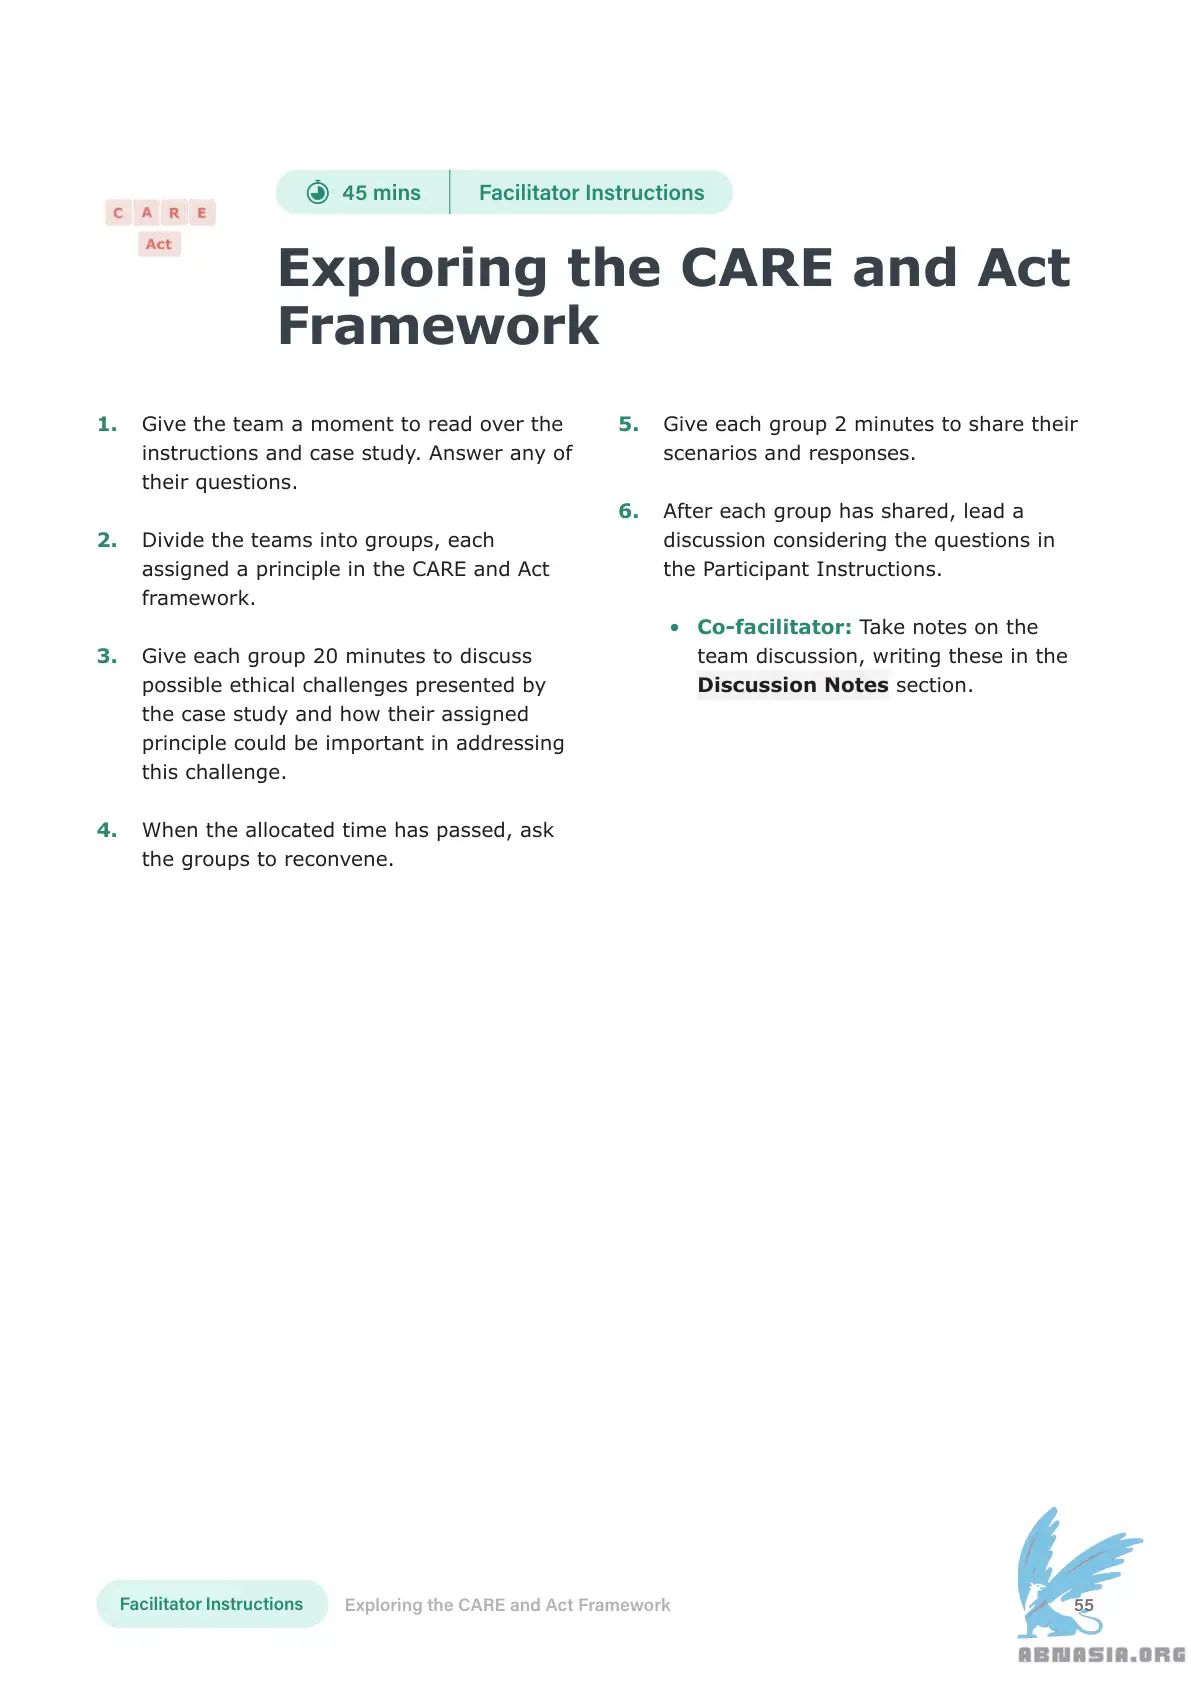 45 mins
Facilitator Instructions
C A R E
Act
Exploring the CARE and Act
Framework
1. Give the team a moment to read over the
instructions and case study. Answer any of
their questions.
2. Divide the teams into groups, each
assigned a principle in the CARE and Act
framework.
3. Give each group 20 minutes to discuss
possible ethical challenges presented by
the case study and how their assigned
principle could be important in addressing
this challenge.
4. When the allocated time has passed, ask
the groups to reconvene.
5. Give each group 2 minutes to share their
scenarios and responses.
6. After each group has shared, lead a
discussion considering the questions in
the Participant Instructions.
• Co-facilitator: Take notes on the
team discussion, writing these in the
Discussion Notes section.
Facilitator Instructions
Exploring the CARE and Act Framework
55
ABNASIA.ORG